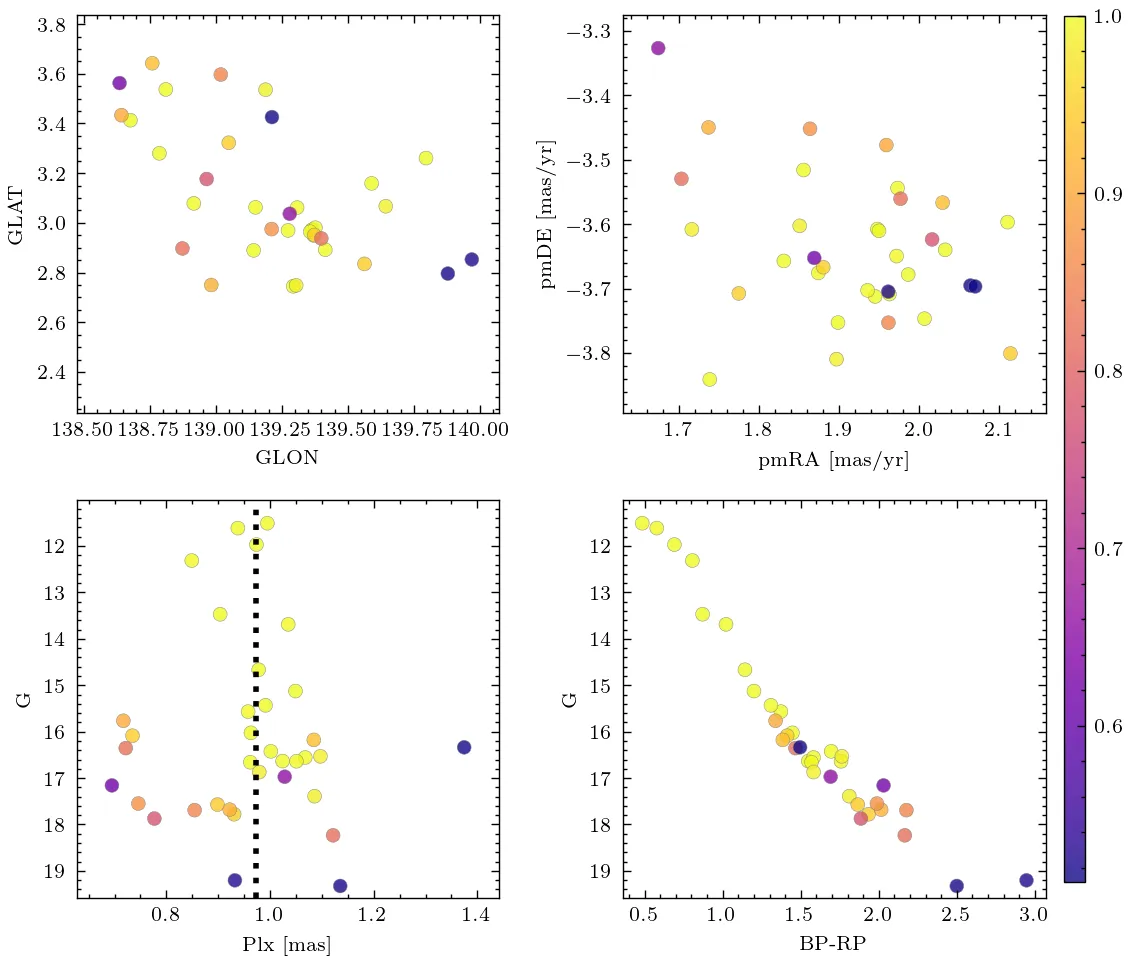 3.8
3.6
3.4
3.2
3.0
2.8
2.6
2.4
GLAT
138.50 138.75 139.00 139.25 139.50 139.75 140.00
GLON
−3.3
−3.4
−3.5
−3.6
−3.7
−3.8
pmDE [mas/yr]
1.7 1.8 1.9 2.0 2.1
pmRA [mas/yr]
12
13
14
15
16
17
18
19
G
0.8 1.0 1.2 1.4
Plx [mas]
12
13
14
15
16
17
18
19
G
0.5 1.0 1.5 2.0 2.5 3.0
BP-RP
1.0
0.9
0.8
0.7
0.6